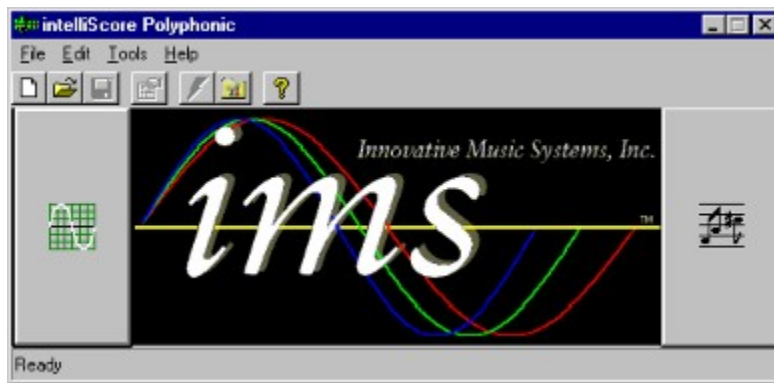 intelliScore Polyphonic
File Edit Tools Help
Innovative Music Systems, Inc.
ims
TM
Ready